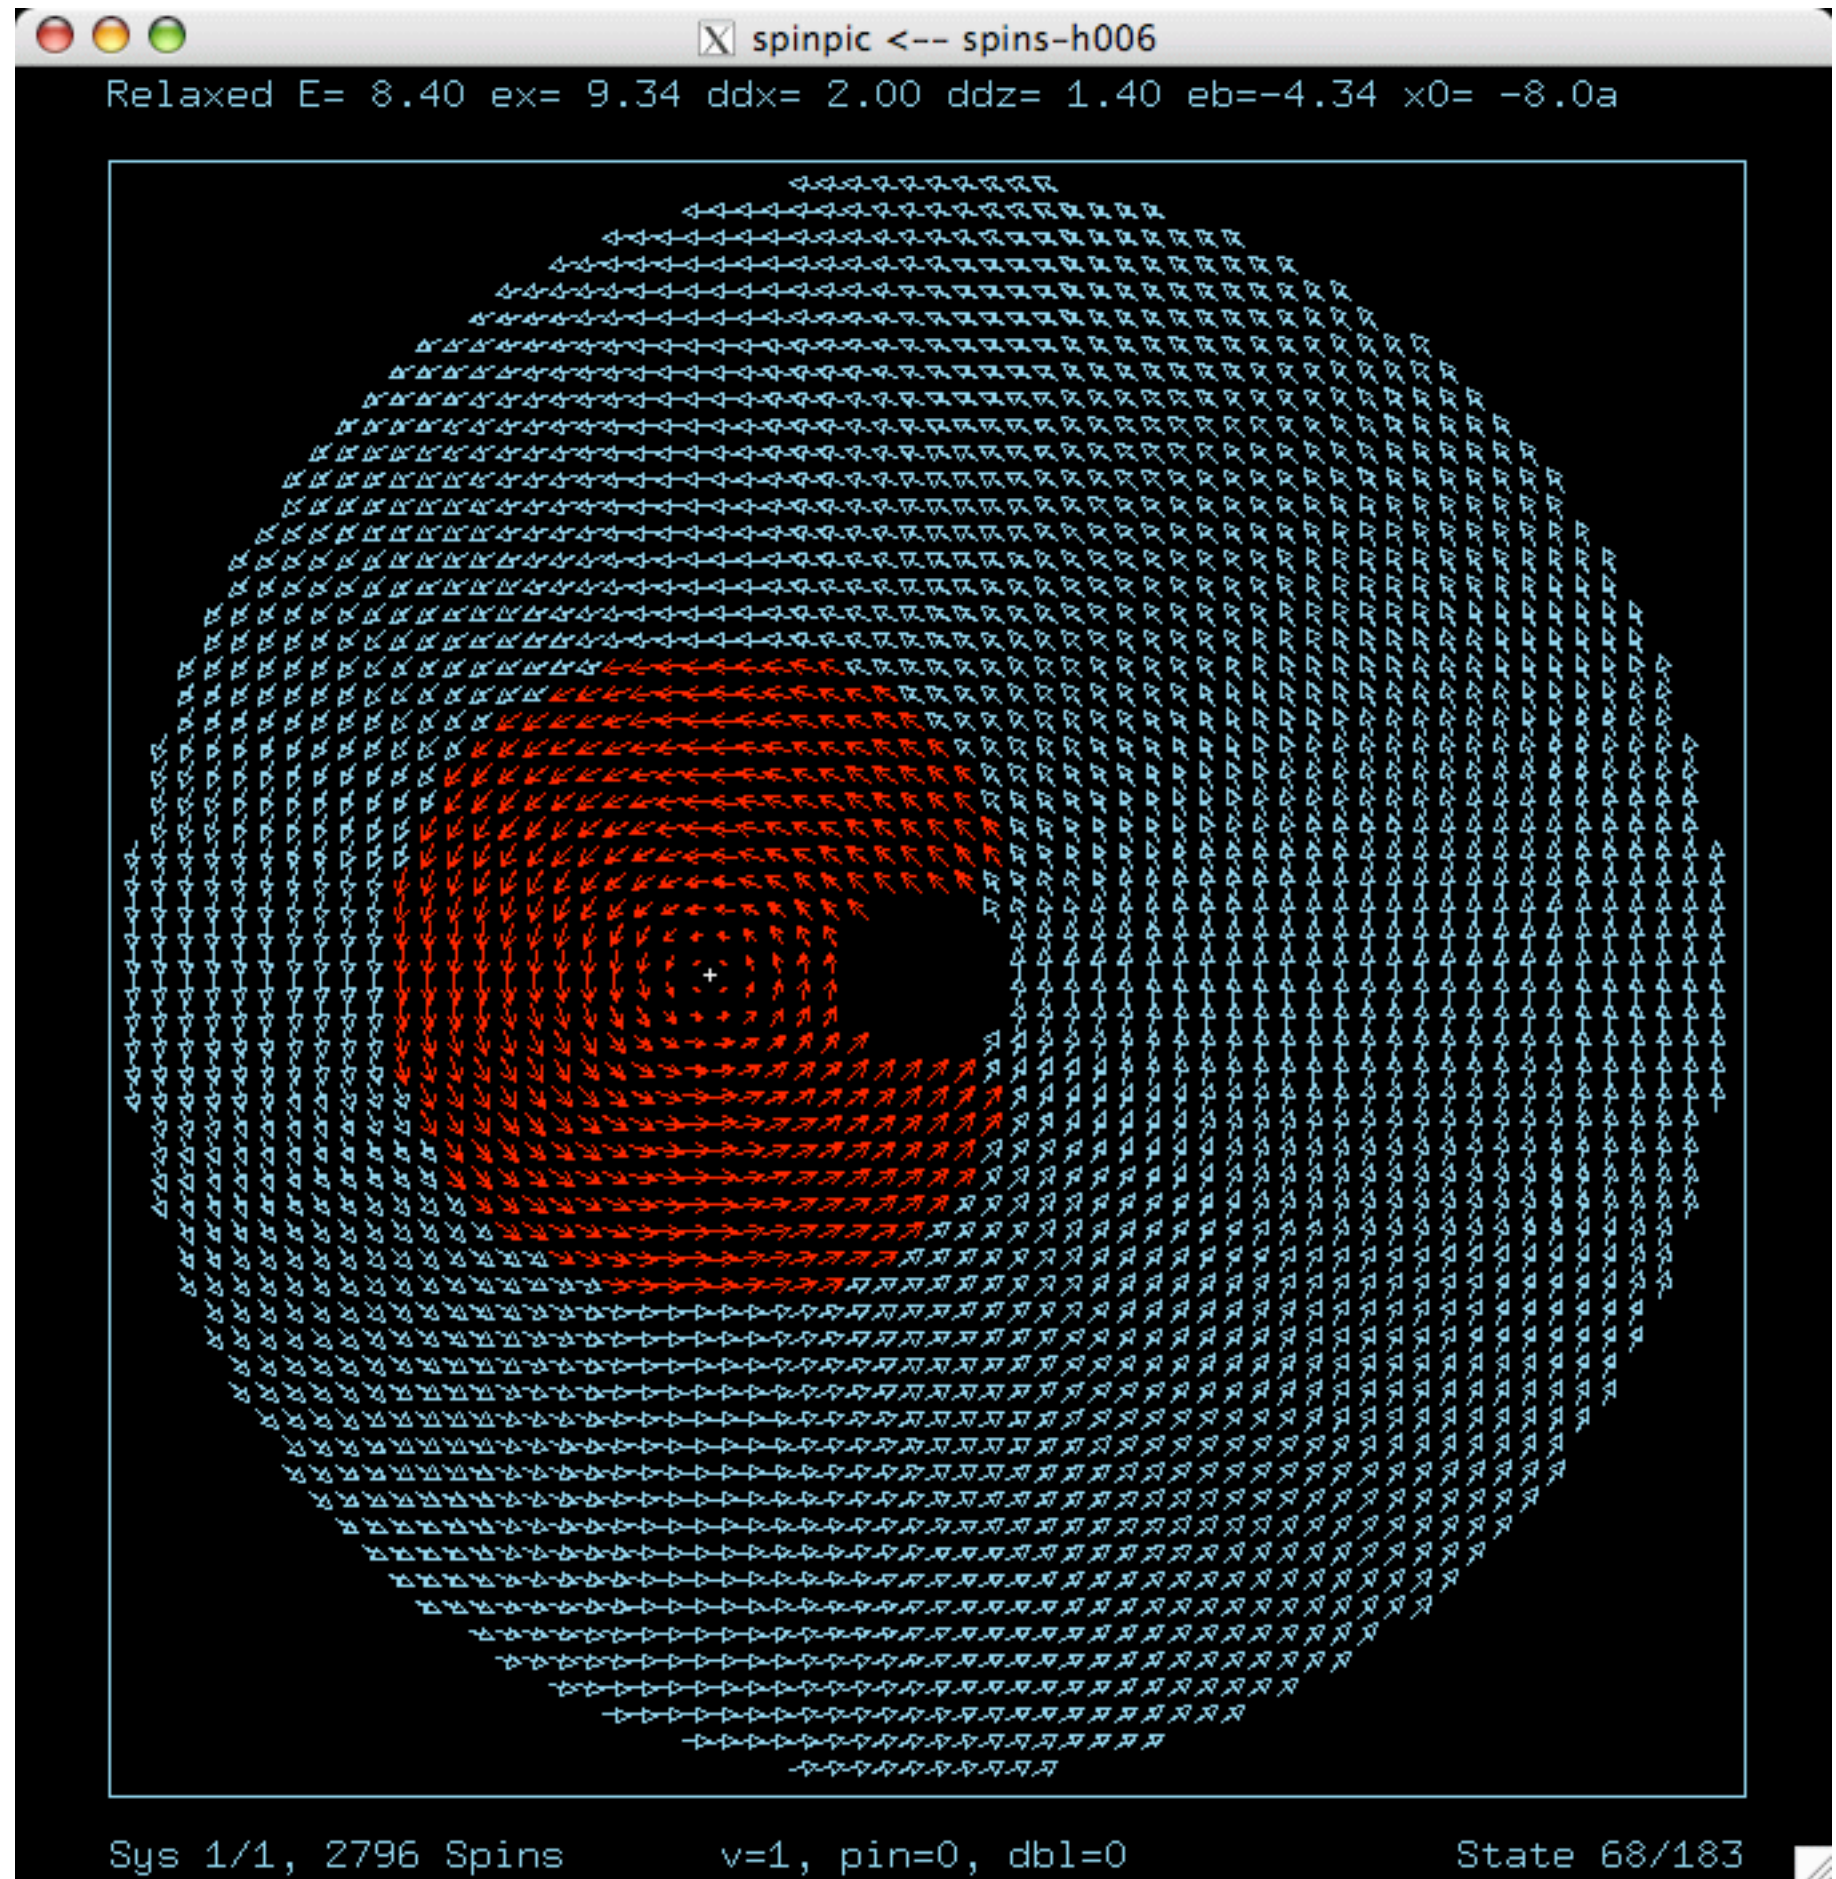 spinpic <-- spins-h006
Relaxed E= 8.40 ex= 9.34 ddx= 2.00 ddz= 1.40 eb=-4.34 x0= -8.0a
Sys 1/1, 2796 Spins v=1, pin=0, dbl=0 State 68/183